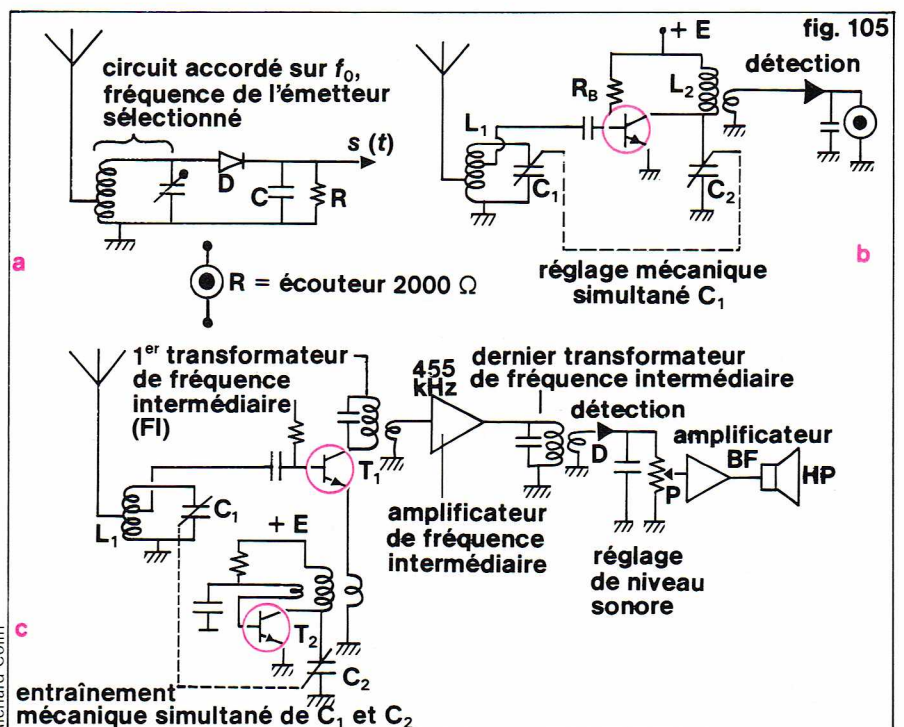 fig. 105
circuit accordé sur f₀,
fréquence de l'émetteur
sélectionné
s (t)
D
C
R
a
R = écouteur 2000 Ω
+ E
détection
R_B
L₂
L₁
C₁
C₂
réglage mécanique
simultané C₁
b
1er transformateur
de fréquence
intermédiaire
(FI)
455
kHz
dernier transformateur
de fréquence intermédiaire
détection
amplificateur
BF
HP
T₁
D
P
L₁
C₁
amplificateur
de fréquence
intermédiaire
réglage
de niveau
sonore
+ E
T₂
C₂
c
entraînement
mécanique simultané de C₁ et C₂